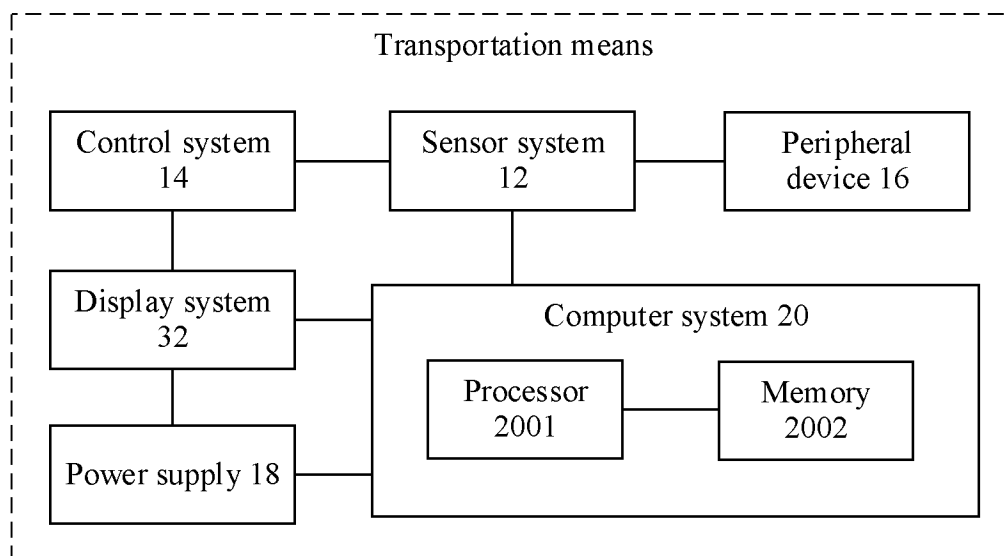 Transportation means
Control system
14
Sensor system
12
Peripheral
device 16
Display system
32
Computer system 20
Processor
2001
Memory
2002
Power supply 18